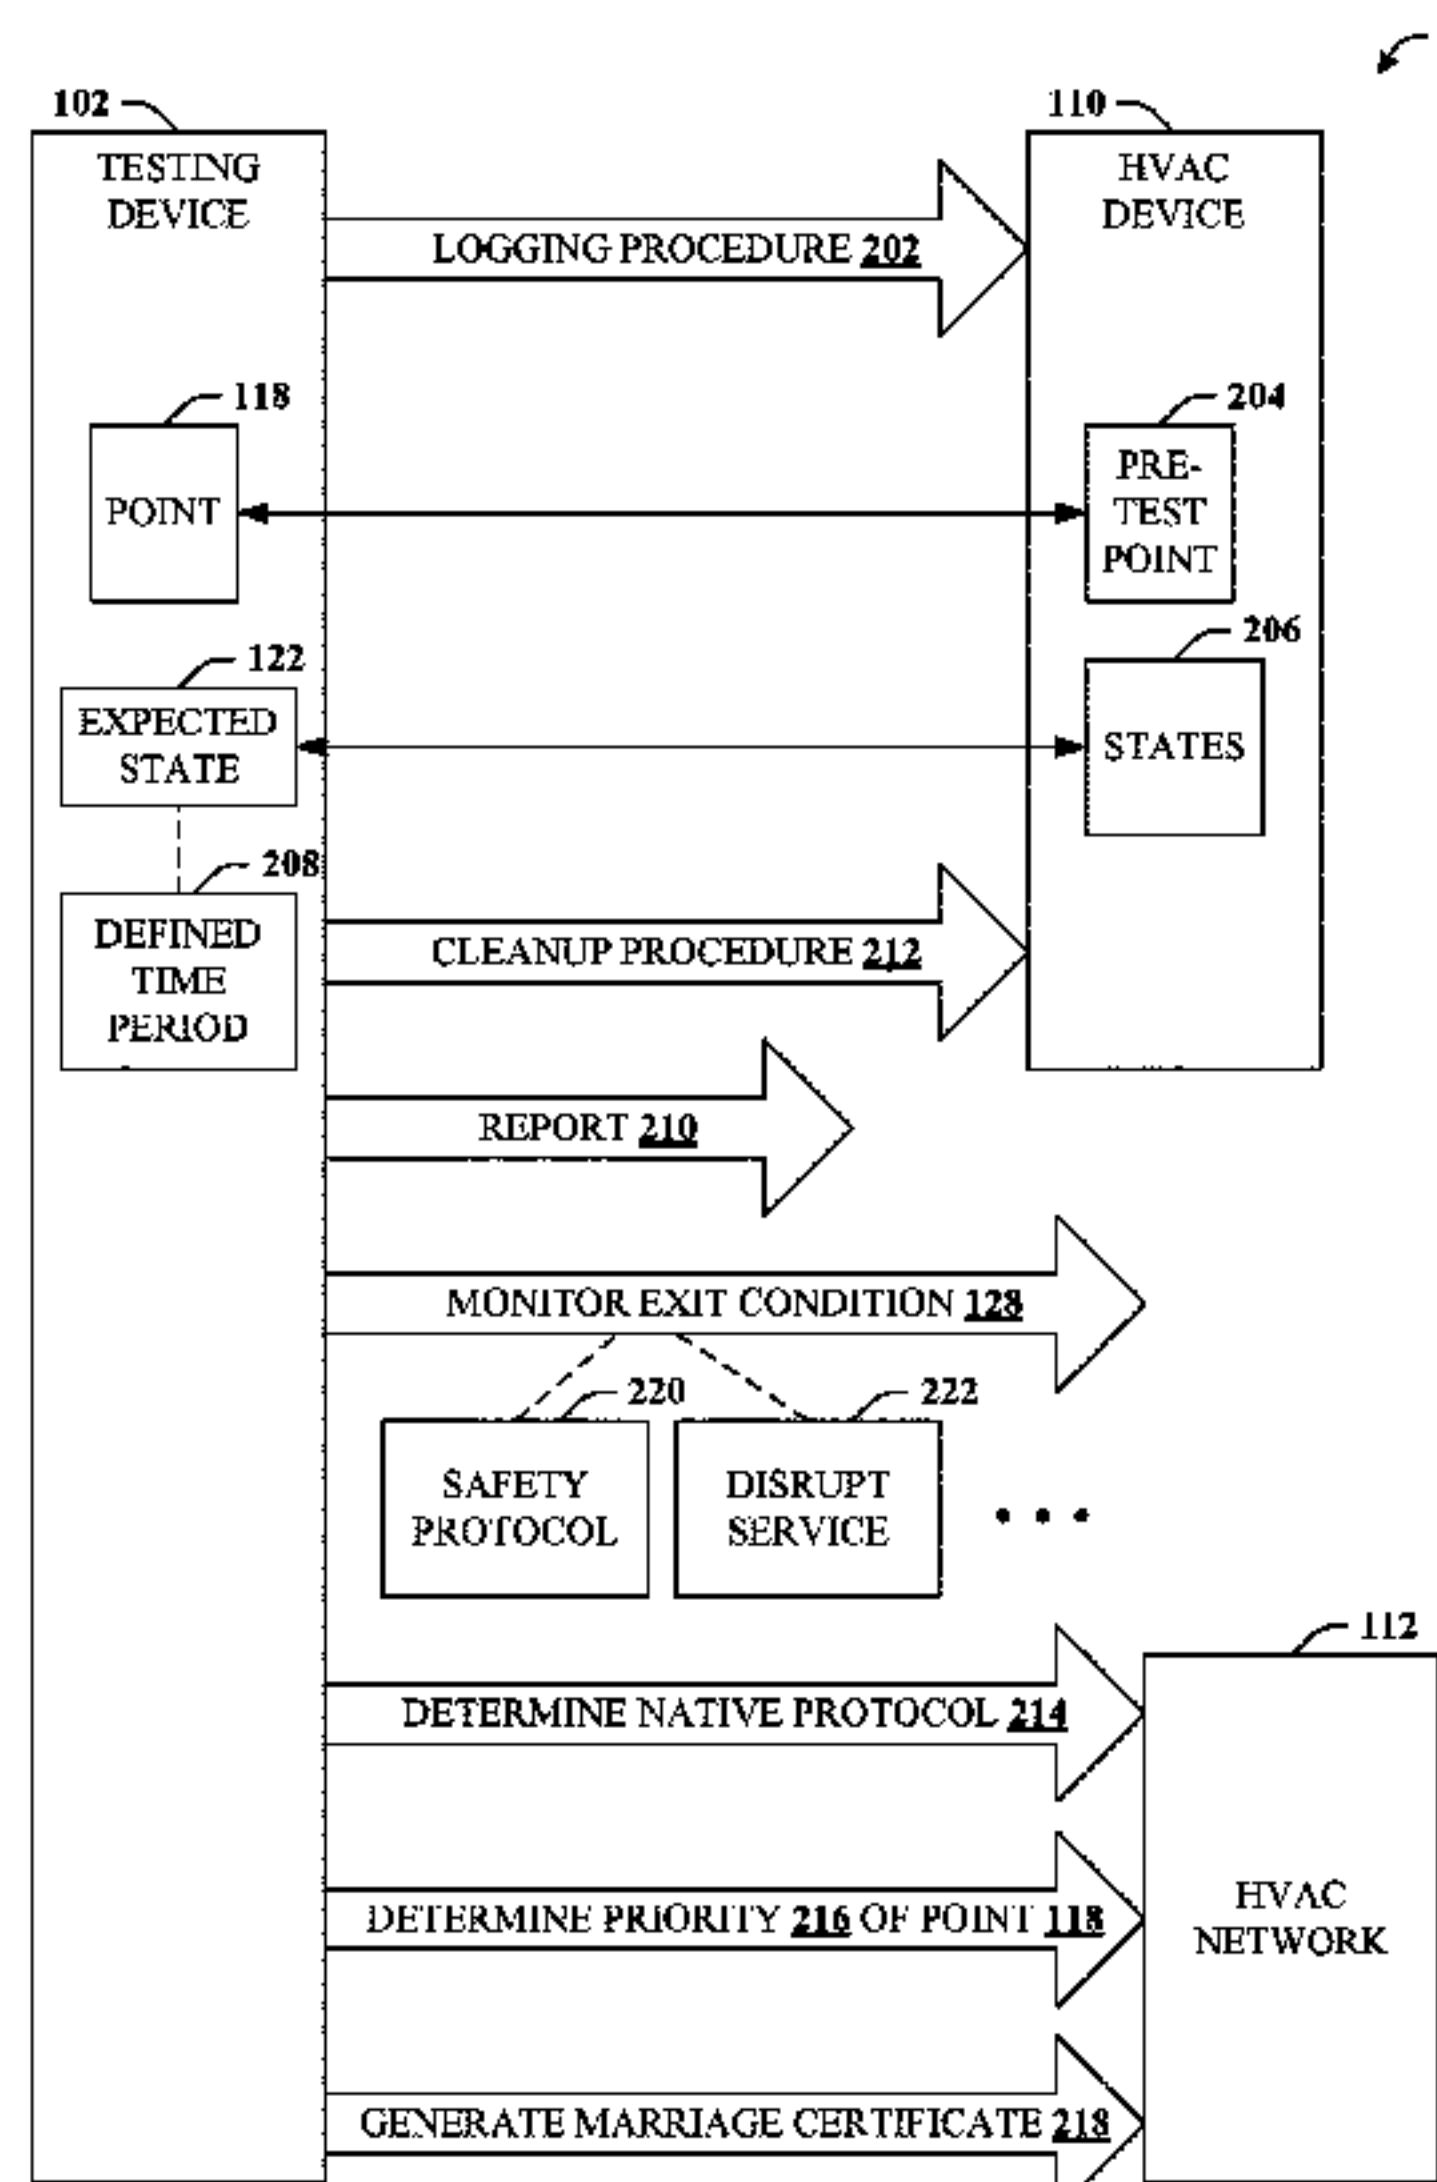 102
110
TESTING
DEVICE
HVAC
DEVICE
LOGGING PROCEDURE 202
118
204
POINT
PRE-
TEST
POINT
122
206
EXPECTED
STATE
STATES
208
DEFINED
TIME
PERIOD
CLEANUP PROCEDURE 212
REPORT 210
MONITOR EXIT CONDITION 128
220
222
SAFETY
PROTOCOL
DISRUPT
SERVICE
• • •
112
DETERMINE NATIVE PROTOCOL 214
HVAC
NETWORK
DETERMINE PRIORITY 216 OF POINT 118
GENERATE MARRIAGE CERTIFICATE 218